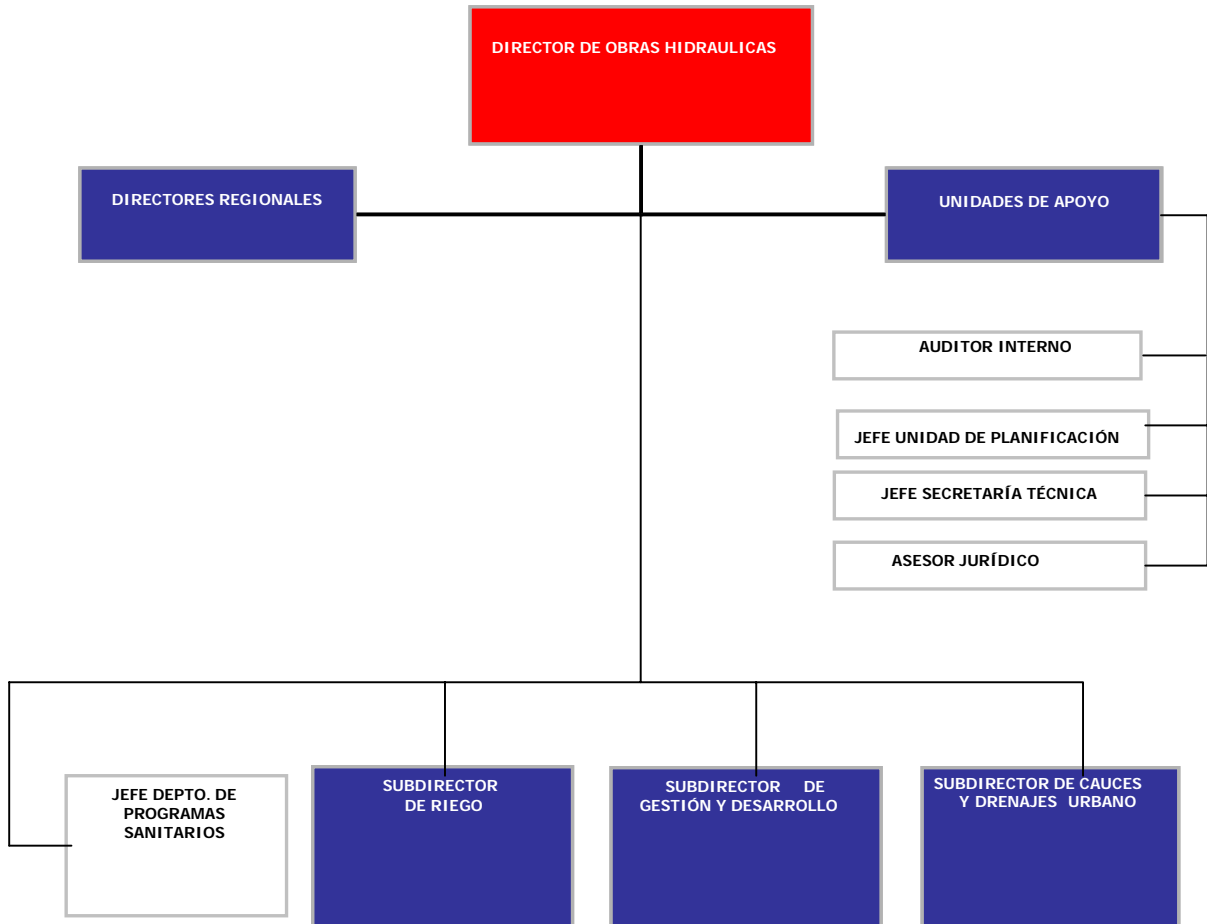 DIRECTOR DE OBRAS HIDRAULICAS
DIRECTORES REGIONALES
UNIDADES DE APOYO
AUDITOR INTERNO
JEFE UNIDAD DE PLANIFICACIÓN
JEFE SECRETARÍA TÉCNICA
ASESOR JURÍDICO
JEFE DEPTO. DE
PROGRAMAS
SANITARIOS
SUBDIRECTOR
DE RIEGO
SUBDIRECTOR DE
GESTIÓN Y DESARROLLO
SUBDIRECTOR DE CAUCES
Y DRENAJES URBANO